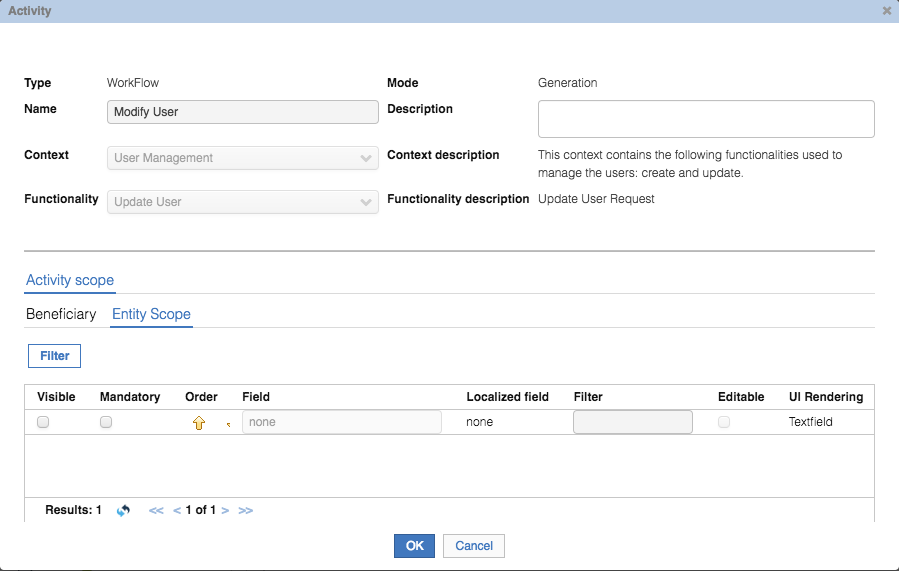 Activity
Type WorkFlow Mode Generation
Name Modify User Description
Context User Management Context description This context contains the following functionalities used to
manage the users: create and update.
Functionality Update User Functionality description Update User Request
Activity scope
Beneficiary Entity Scope
Filter
Visible Mandatory Order Field Localized field Filter Editable UI Rendering
none none Textfield
Results: 1 << < 1 of 1 > >>
OK Cancel